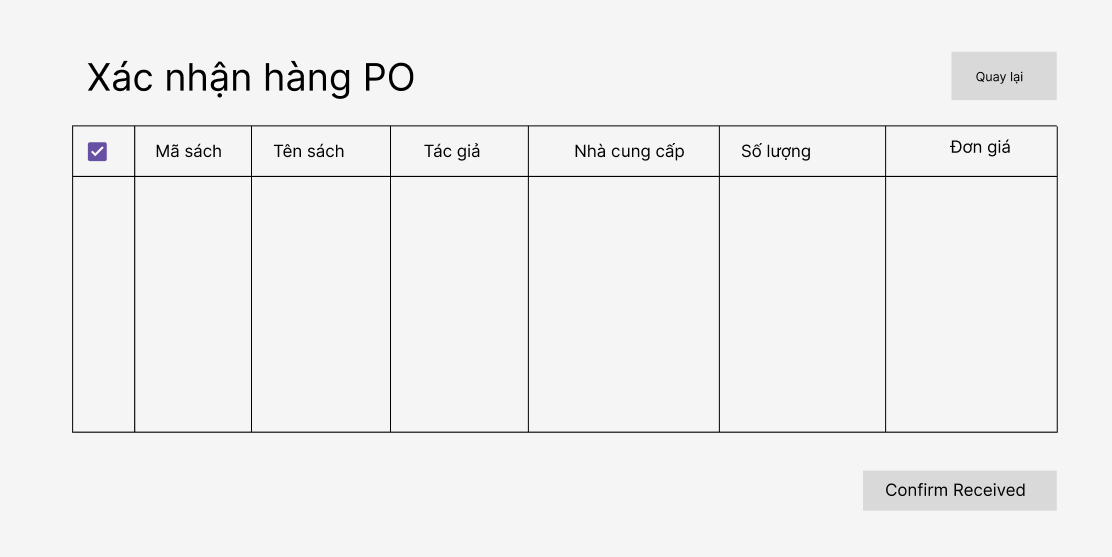 Xác nhận hàng PO
Quay lại
Mã sách
Tên sách
Tác giả
Nhà cung cấp
Số lượng
Đơn giá
Confirm Received